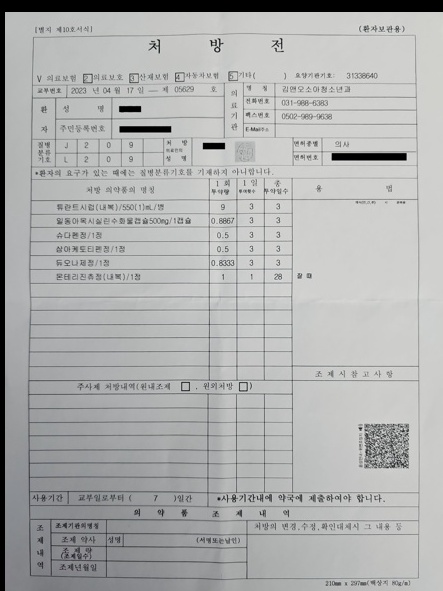 [별지 제10호서식]
(환자보관용)
처 방 전
V 의료보험 2 의료보호 3 산재보험 4 자동차보험 5 기타( ) 요양기관기호: 31338640
교부번호 2023 년 04 월 17 일 — 제 05629 호
의료기관
명 칭 김앤오소아청소년과
전화번호 031-988-6383
팩스번호 0502-989-9638
E-Mail주소
환자
성 명
주민등록번호
질병분류기호
J 2 0 9
L 2 0 9
처 방 의료인의 성 명
면허종별 의사
면허번호
*환자의 요구가 있는 때에는 질병분류기호를 기재하지 아니합니다.
처방 의약품의 명칭 1 회 투약량 1 일 투여횟수 총 투약일수 용 법
튜란트시럽(내복)/550(1)mL/병 9 3 3
일동아목시실린수화물캡슐500mg/1캡슐 0.8867 3 3
슈다펜정/1정 0.5 3 3
삼아케토티펜정/1정 0.5 3 3
듀오나제정/1정 0.8333 3 3
몬테리진츄정(내복)/1정 1 1 28 잘 때
조 제 시 참 고 사 항
주사제 처방내역(원내조제 , 원외처방 )
사용기간 교부일로부터 ( 7 )일간 *사용기간내에 약국에 제출하여야 합니다.
의 약 품 조 제 내 역
조제내역
조제기관의명칭 처방의 변경,수정,확인대체시 그 내용 등
조제 약사 성명 (서명또는날인)
조 제 량 (조제일수)
조제년월일
210mm x 297mm(백상지 80g/m)